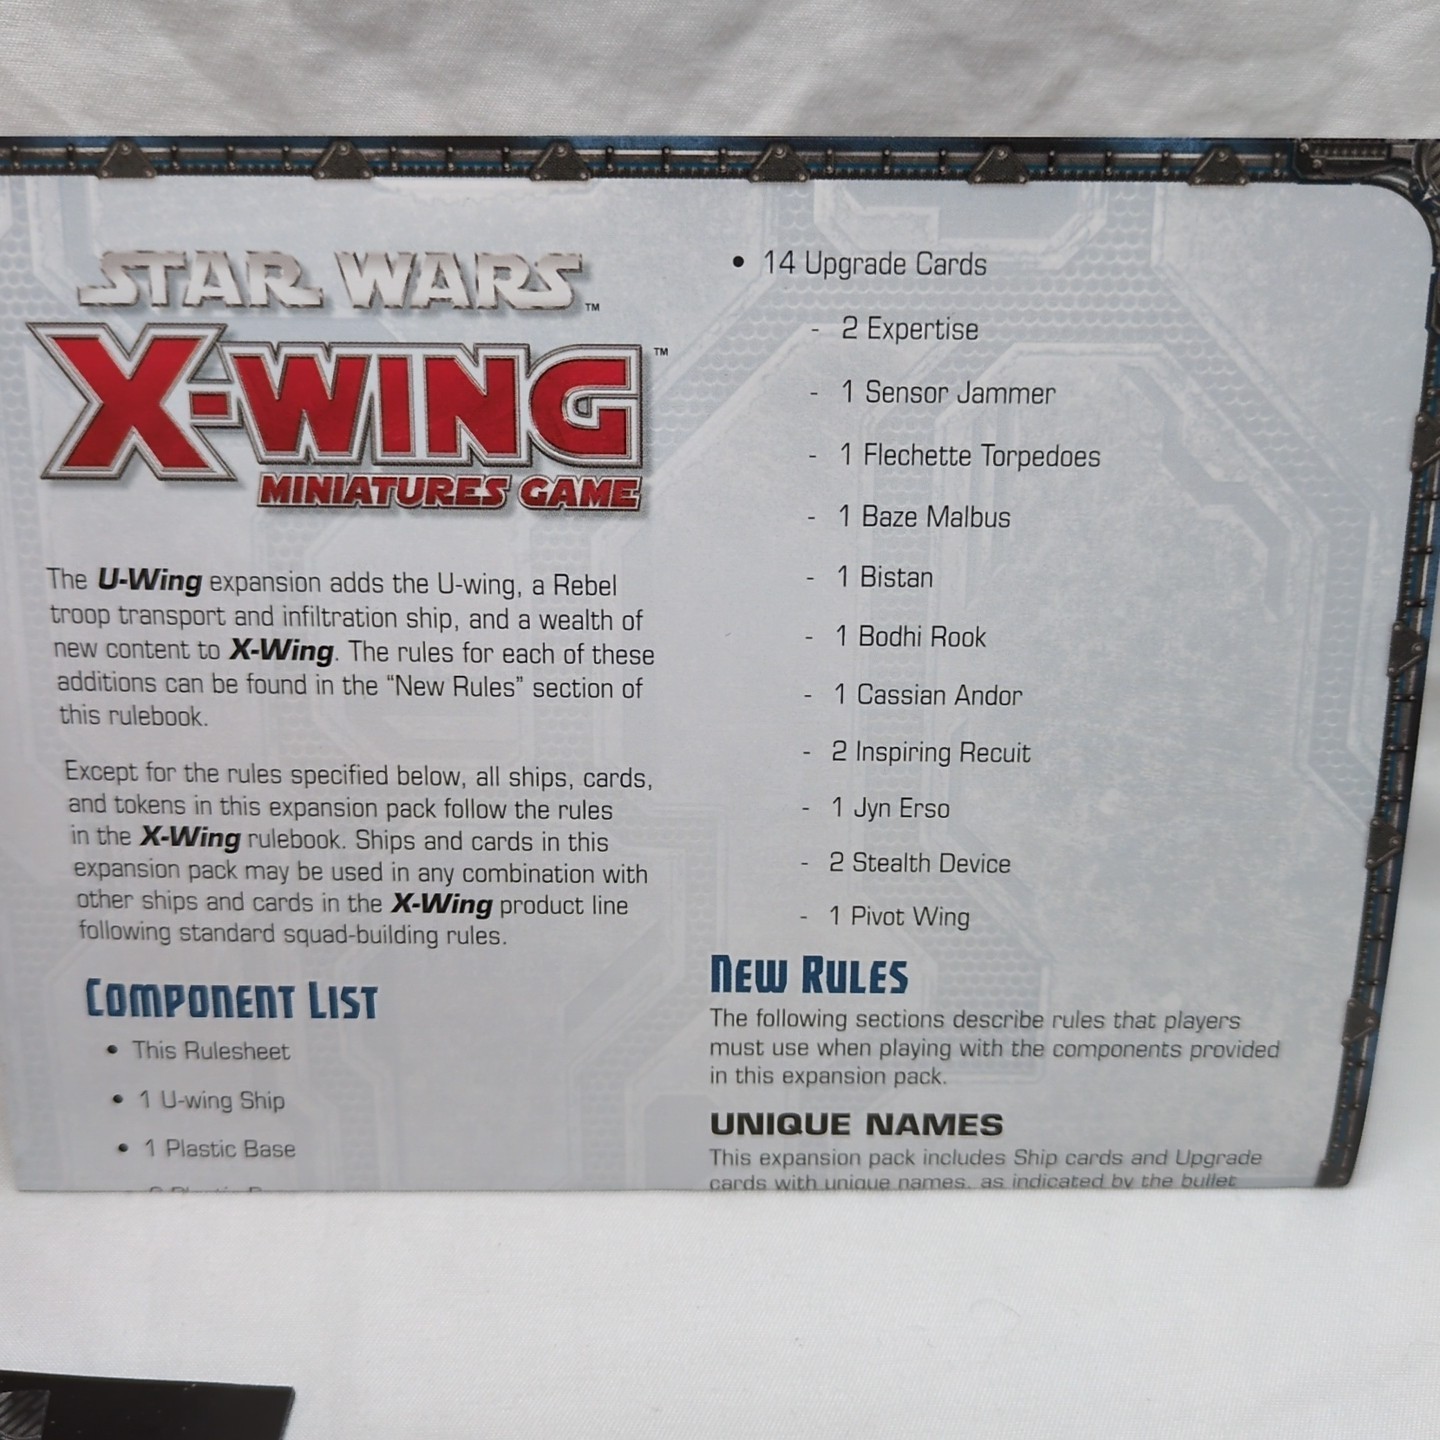 STAR WARS™
X-WING™
MINIATURES GAME
The U-Wing expansion adds the U-wing, a Rebel
troop transport and infiltration ship, and a wealth of
new content to X-Wing. The rules for each of these
additions can be found in the “New Rules” section of
this rulebook.
Except for the rules specified below, all ships, cards,
and tokens in this expansion pack follow the rules
in the X-Wing rulebook. Ships and cards in this
expansion pack may be used in any combination with
other ships and cards in the X-Wing product line
following standard squad-building rules.
COMPONENT LIST
• This Rulesheet
• 1 U-wing Ship
• 1 Plastic Base
• 14 Upgrade Cards
- 2 Expertise
- 1 Sensor Jammer
- 1 Flechette Torpedoes
- 1 Baze Malbus
- 1 Bistan
- 1 Bodhi Rook
- 1 Cassian Andor
- 2 Inspiring Recuit
- 1 Jyn Erso
- 2 Stealth Device
- 1 Pivot Wing
NEW RULES
The following sections describe rules that players
must use when playing with the components provided
in this expansion pack.
UNIQUE NAMES
This expansion pack includes Ship cards and Upgrade
cards with unique names, as indicated by the bullet